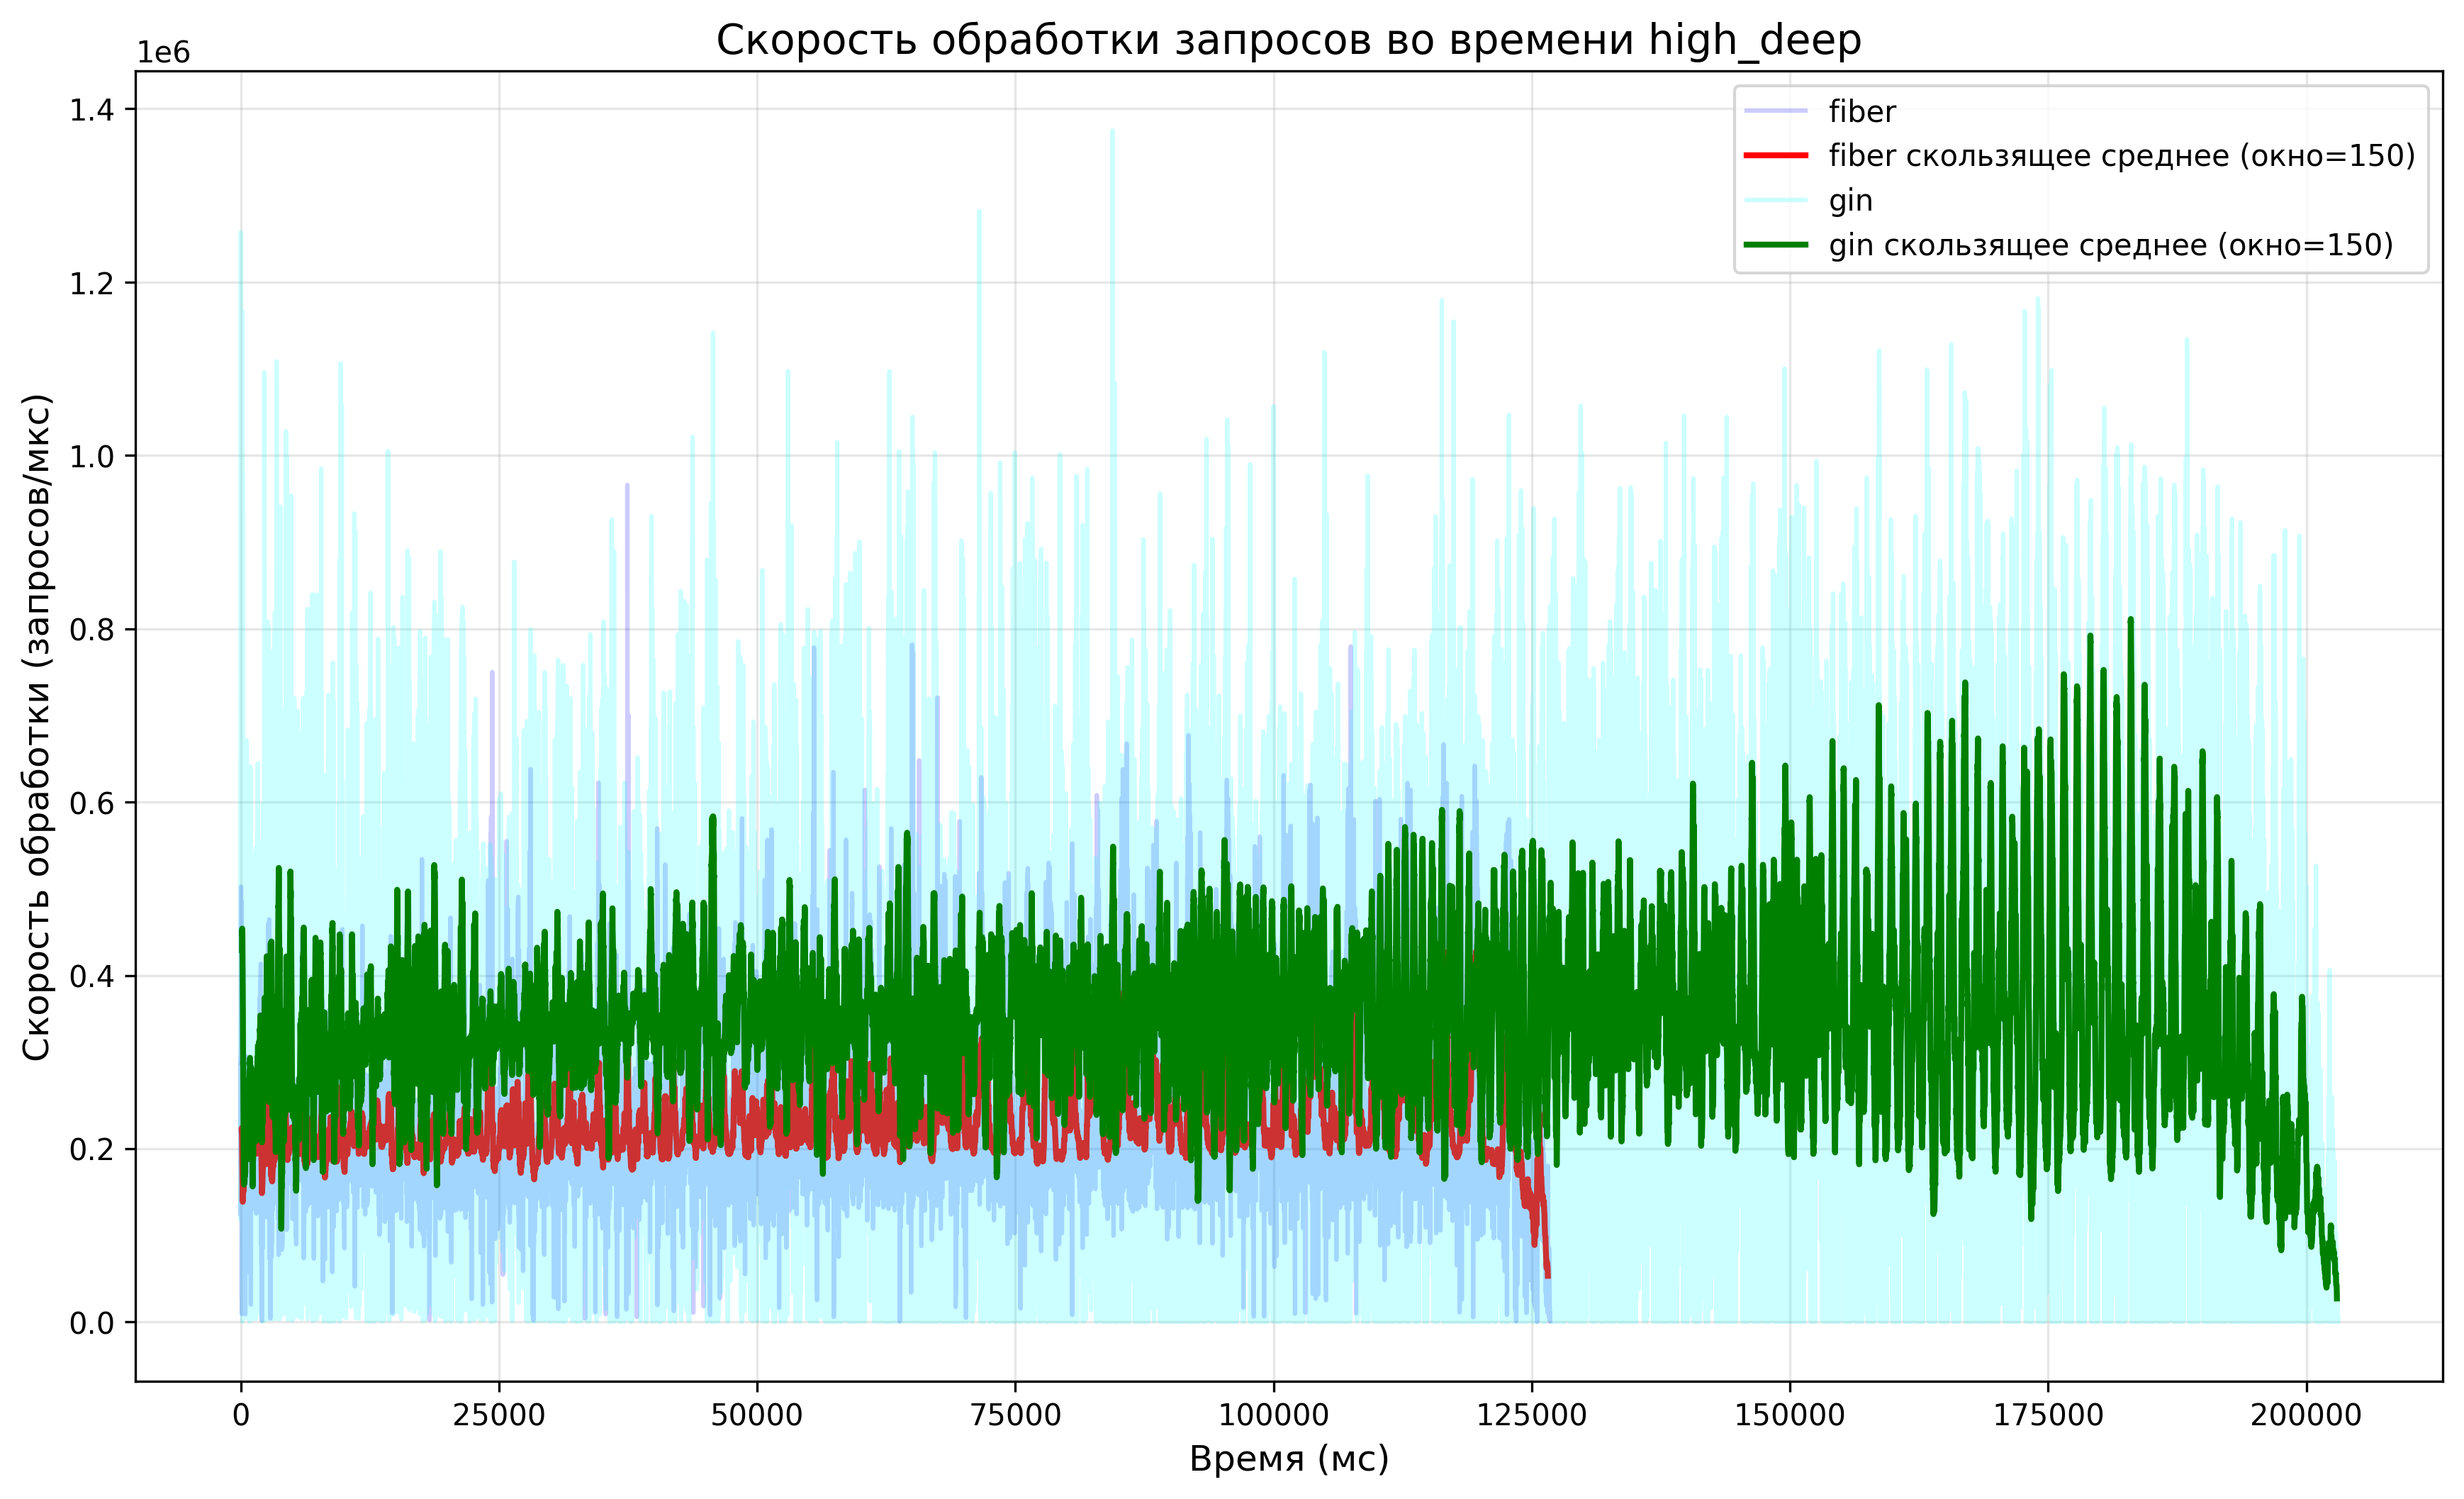 Скорость обработки запросов во времени high_deep
1e6
1.4
1.2
1.0
0.8
0.6
0.4
0.2
0.0
Скорость обработки (запросов/мкс)
fiber
fiber скользящее среднее (окно=150)
gin
gin скользящее среднее (окно=150)
0 25000 50000 75000 100000 125000 150000 175000 200000
Время (мс)